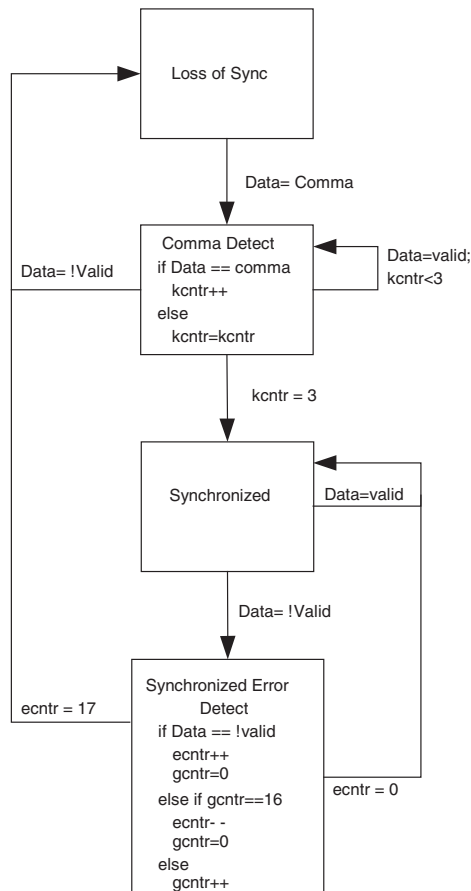 Loss of Sync
Data= Comma
Comma Detect
if Data == comma
kcntr++
else
kcntr=kcntr
Data= !Valid
Data=valid;
kcntr<3
kcntr = 3
Synchronized
Data=valid
Data= !Valid
Synchronized Error
Detect
if Data == !valid
ecntr++
gcntr=0
else if gcntr==16
ecntr- -
gcntr=0
else
gcntr++
ecntr = 17
ecntr = 0